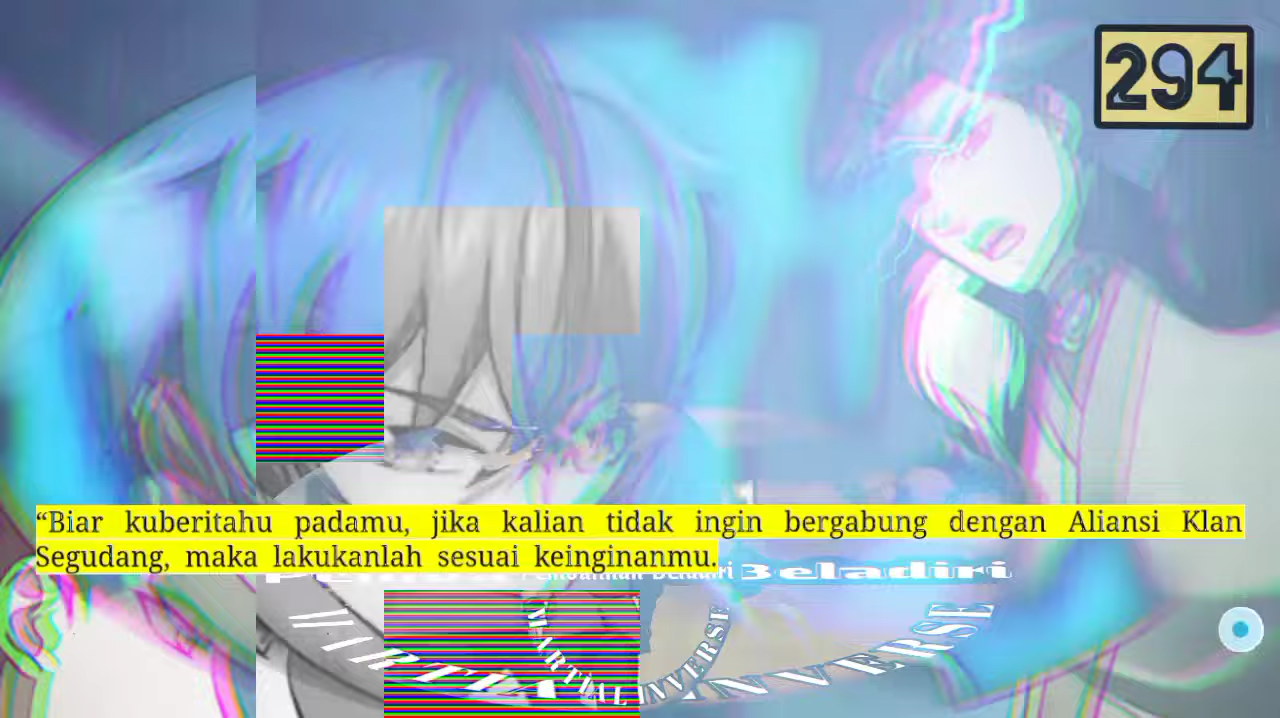 294
“Biar kuberitahu padamu, jika kalian tidak ingin bergabung dengan Aliansi Klan
Segudang, maka lakukanlah sesuai keinginanmu.
Beladiri
MARTIAL INVERSE
INVERSE